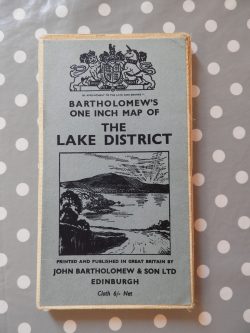 BARTHOLOMEW'S
ONE INCH MAP OF
THE
LAKE DISTRICT
PRINTED AND PUBLISHED IN GREAT BRITAIN BY
JOHN BARTHOLOMEW & SON LTD
EDINBURGH
Cloth 6/- Net